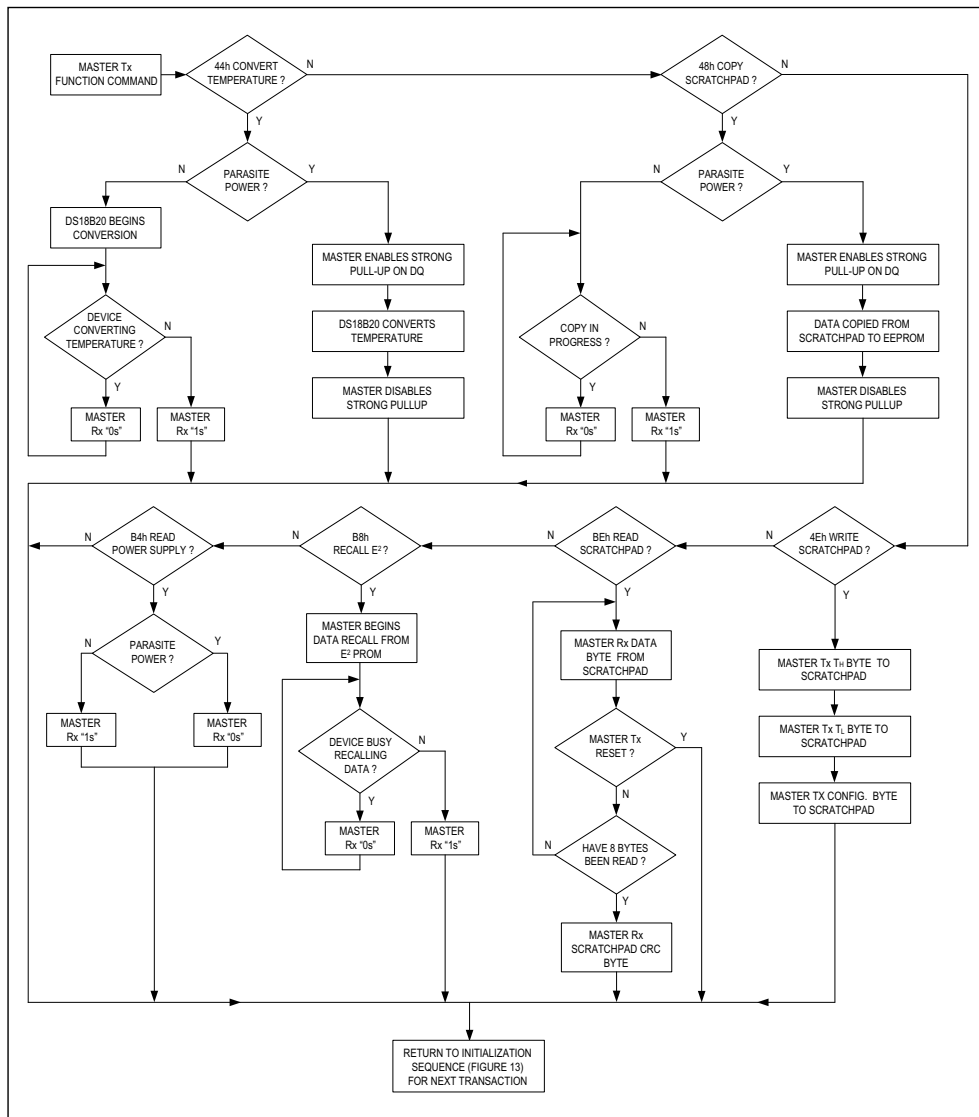 MASTER Tx
FUNCTION COMMAND
44h CONVERT
TEMPERATURE ?
N
Y
48h COPY
SCRATCHPAD ?
N
Y
N
PARASITE
POWER ?
Y
N
PARASITE
POWER ?
Y
DS18B20 BEGINS
CONVERSION
MASTER ENABLES STRONG
PULL-UP ON DQ
MASTER ENABLES STRONG
PULL-UP ON DQ
DEVICE
CONVERTING
TEMPERATURE ?
N
Y
DS18B20 CONVERTS
TEMPERATURE
COPY IN
PROGRESS ?
N
Y
DATA COPIED FROM
SCRATCHPAD TO EEPROM
MASTER
Rx “0s”
MASTER
Rx “1s”
MASTER DISABLES
STRONG PULLUP
MASTER
Rx “0s”
MASTER
Rx “1s”
MASTER DISABLES
STRONG PULLUP
N
B4h READ
POWER SUPPLY ?
Y
N
B8h
RECALL E² ?
Y
N
BEh READ
SCRATCHPAD ?
Y
N
4Eh WRITE
SCRATCHPAD ?
Y
N
PARASITE
POWER ?
Y
MASTER BEGINS
DATA RECALL FROM
E² PROM
MASTER Rx DATA
BYTE FROM
SCRATCHPAD
MASTER Tx TH BYTE TO
SCRATCHPAD
MASTER
Rx “1s”
MASTER
Rx “0s”
DEVICE BUSY
RECALLING
DATA ?
N
Y
MASTER Tx
RESET ?
Y
N
MASTER Tx TL BYTE TO
SCRATCHPAD
MASTER TX CONFIG. BYTE
TO SCRATCHPAD
MASTER
Rx “0s”
MASTER
Rx “1s”
N
HAVE 8 BYTES
BEEN READ ?
Y
MASTER Rx
SCRATCHPAD CRC
BYTE
RETURN TO INITIALIZATION
SEQUENCE (FIGURE 13)
FOR NEXT TRANSACTION